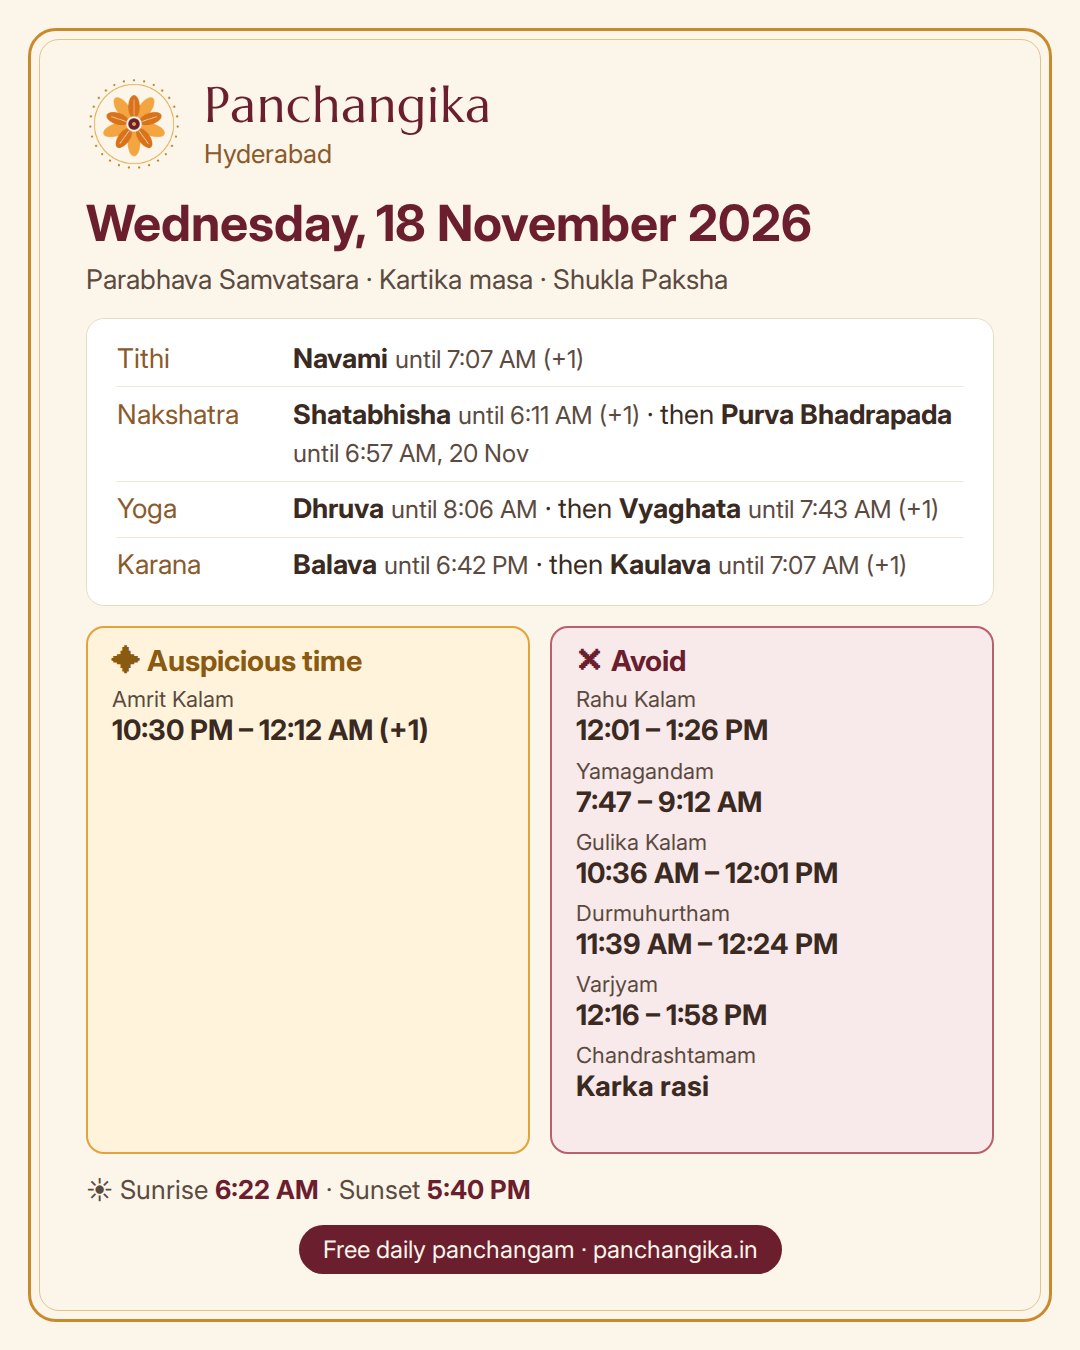 Panchangika
Hyderabad
Wednesday, 18 November 2026
Parabhava Samvatsara · Kartika masa · Shukla Paksha
Tithi Navami until 7:07 AM (+1)
Nakshatra Shatabhisha until 6:11 AM (+1) · then Purva Bhadrapada
until 6:57 AM, 20 Nov
Yoga Dhruva until 8:06 AM · then Vyaghata until 7:43 AM (+1)
Karana Balava until 6:42 PM · then Kaulava until 7:07 AM (+1)
Auspicious time
Amrit Kalam
10:30 PM – 12:12 AM (+1)
Avoid
Rahu Kalam
12:01 – 1:26 PM
Yamagandam
7:47 – 9:12 AM
Gulika Kalam
10:36 AM – 12:01 PM
Durmuhurtham
11:39 AM – 12:24 PM
Varjyam
12:16 – 1:58 PM
Chandrashtamam
Karka rasi
Sunrise 6:22 AM · Sunset 5:40 PM
Free daily panchangam · panchangika.in